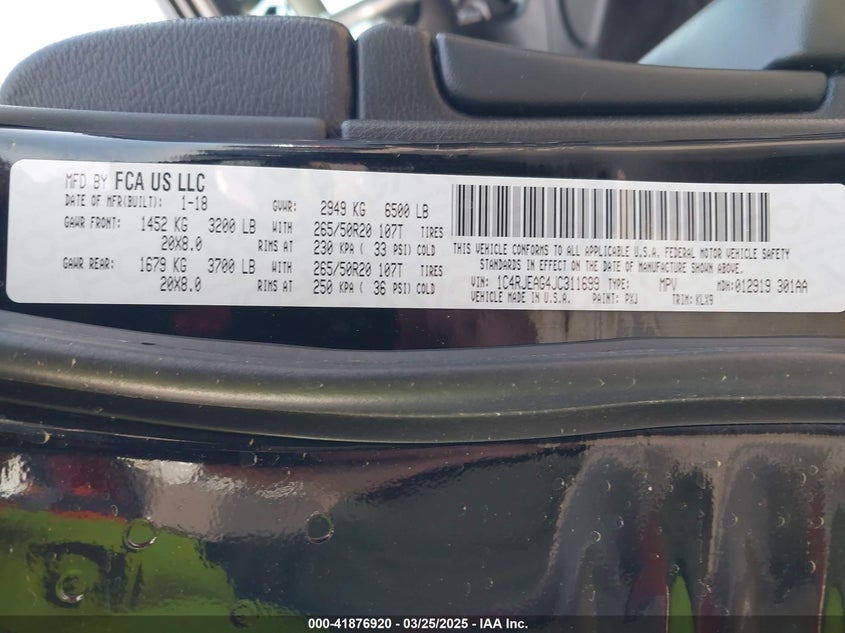 MFD BY FCA US LLC
DATE OF MFR(BUILT): 1-18 GVWR: 2949 KG 6500 LB
GAWR FRONT: 1452 KG 3200 LB WITH 265/50R20 107T TIRES
20X8.0 RIMS AT 230 KPA ( 33 PSI) COLD
GAWR REAR: 1679 KG 3700 LB WITH 265/50R20 107T TIRES
20X8.0 RIMS AT 250 KPA ( 36 PSI) COLD
THIS VEHICLE CONFORMS TO ALL APPLICABLE U.S.A. FEDERAL MOTOR VEHICLE SAFETY
STANDARDS IN EFFECT ON THE DATE OF MANUFACTURE SHOWN ABOVE.
VIN: 1C4RJEAG4JC311699 TYPE: MPV MDH: 012919 301AA
VEHICLE MADE IN U.S.A. PAINT: PXJ TRIM: KLX9
000-41876920 - 03/25/2025 - IAA Inc.